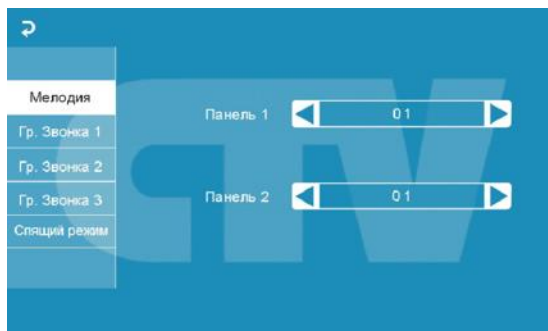 Мелодия
Гр. Звонка 1
Гр. Звонка 2
Гр. Звонка 3
Спящий режим
Панель 1 01
Панель 2 01
CTV